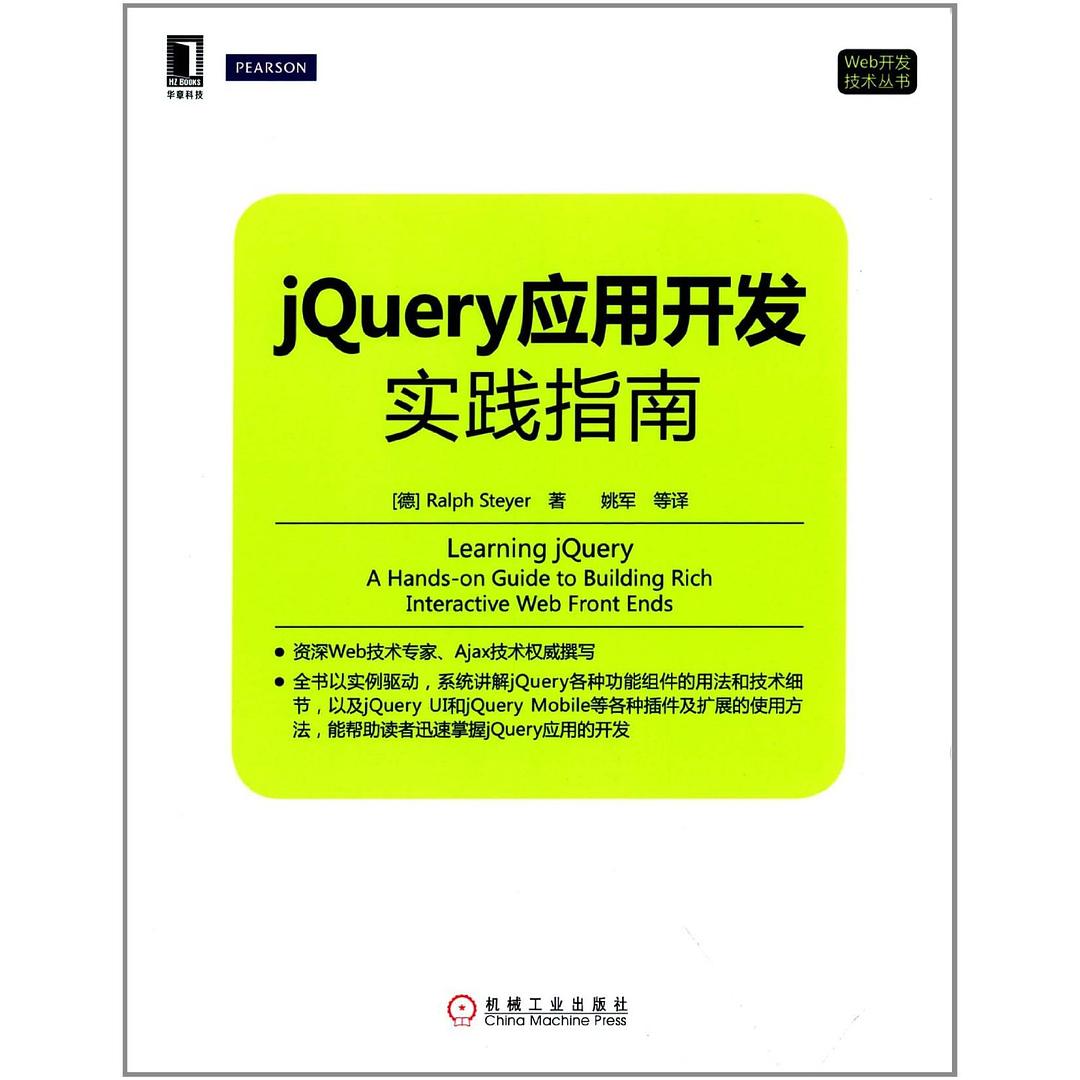 HZ BOOKS
华章科技
PEARSON
Web开发
技术丛书
jQuery应用开发
实践指南
[德] Ralph Steyer 著 姚军 等译
Learning jQuery
A Hands-on Guide to Building Rich
Interactive Web Front Ends
● 资深Web技术专家、Ajax技术权威撰写
● 全书以实例驱动，系统讲解jQuery各种功能组件的用法和技术细
节，以及jQuery UI和jQuery Mobile等各种插件及扩展的使用方
法，能帮助读者迅速掌握jQuery应用的开发
机械工业出版社
China Machine Press